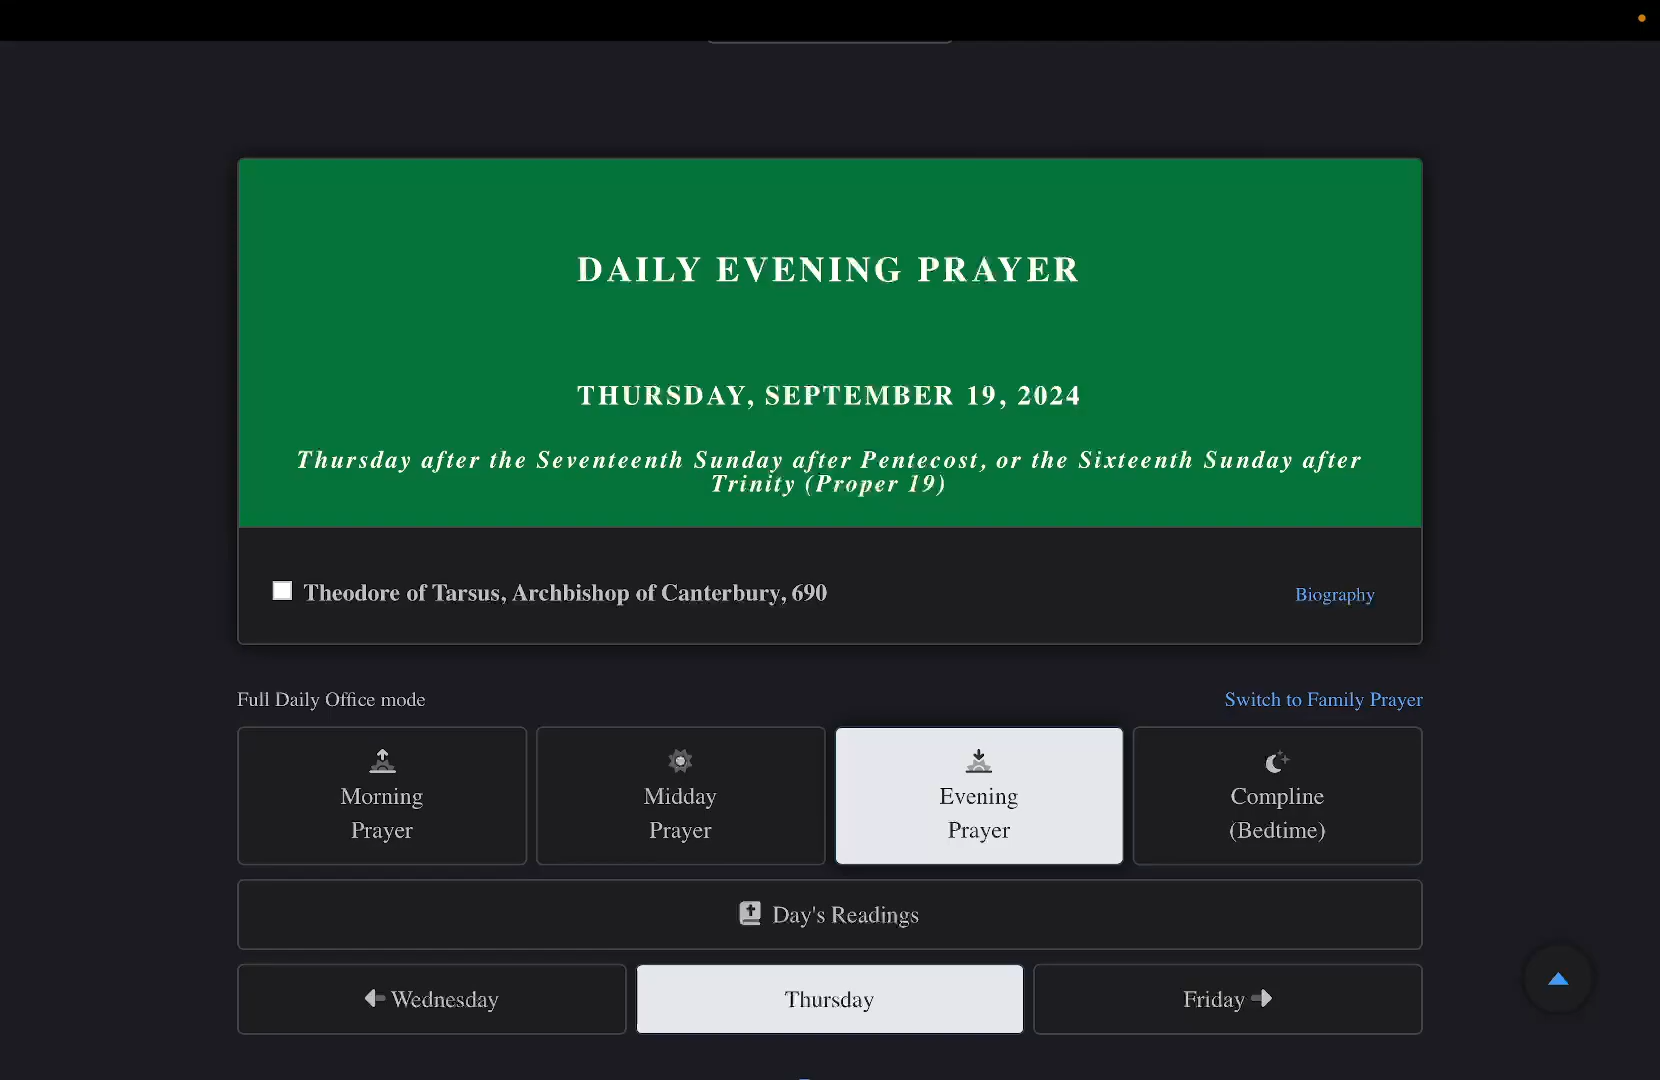 DAILY EVENING PRAYER
THURSDAY, SEPTEMBER 19, 2024
Thursday after the Seventeenth Sunday after Pentecost, or the Sixteenth Sunday after
Trinity (Proper 19)
Theodore of Tarsus, Archbishop of Canterbury, 690
Biography
Full Daily Office mode
Switch to Family Prayer
Morning
Prayer
Midday
Prayer
Evening
Prayer
Compline
(Bedtime)
Day's Readings
Wednesday
Thursday
Friday